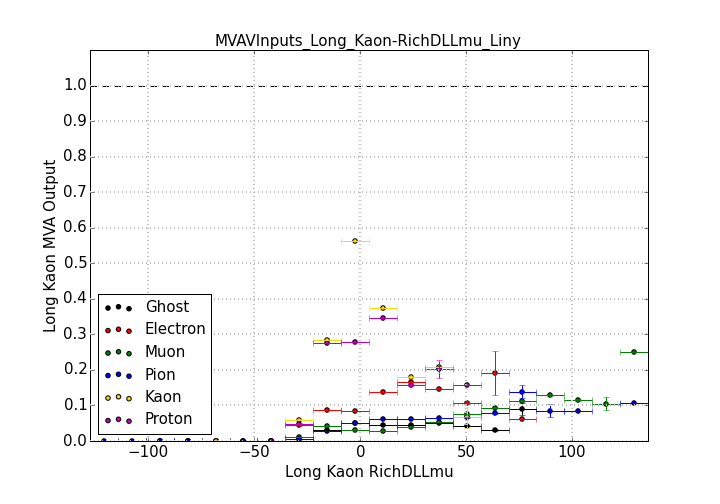 MVAVInputs_Long_Kaon-RichDLLmu_Liny
Long Kaon MVA Output
1.0
0.9
0.8
0.7
0.6
0.5
0.4
0.3
0.2
0.1
0.0
Ghost
Electron
Muon
Pion
Kaon
Proton
−100
−50
0
50
100
Long Kaon RichDLLmu